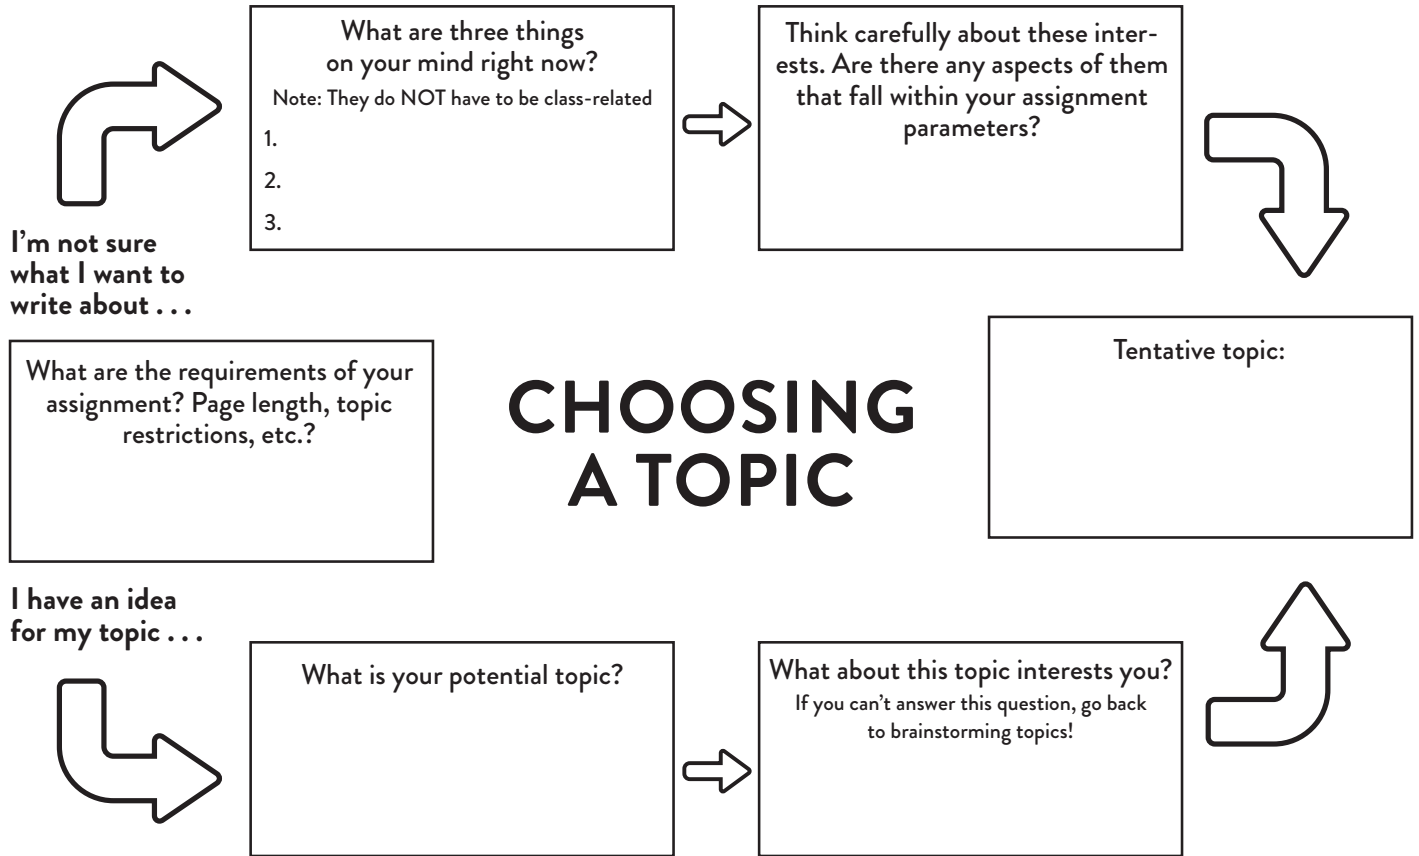 What are three things
on your mind right now?
Note: They do NOT have to be class-related
1.
2.
3.
Think carefully about these inter-
ests. Are there any aspects of them
that fall within your assignment
parameters?
I'm not sure
what I want to
write about . . .
What are the requirements of your
assignment? Page length, topic
restrictions, etc.?
CHOOSING
A TOPIC
Tentative topic:
I have an idea
for my topic . . .
What is your potential topic?
What about this topic interests you?
If you can't answer this question, go back
to brainstorming topics!